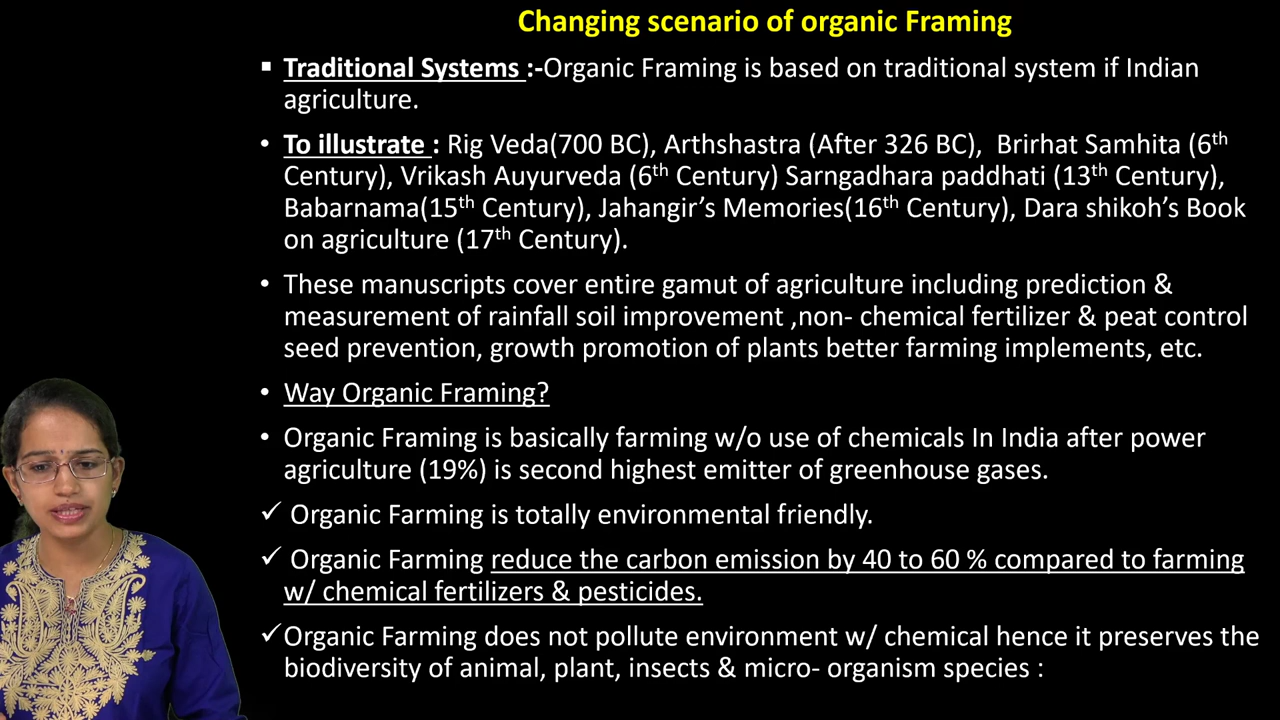 Changing scenario of organic Framing
▪ Traditional Systems :-Organic Framing is based on traditional system if Indian
agriculture.
• To illustrate : Rig Veda(700 BC), Arthshastra (After 326 BC), Brirhat Samhita (6th
Century), Vrikash Auyurveda (6th Century) Sarngadhara paddhati (13th Century),
Babarnama(15th Century), Jahangir’s Memories(16th Century), Dara shikoh’s Book
on agriculture (17th Century).
• These manuscripts cover entire gamut of agriculture including prediction &
measurement of rainfall soil improvement ,non- chemical fertilizer & peat control
seed prevention, growth promotion of plants better farming implements, etc.
• Way Organic Framing?
• Organic Framing is basically farming w/o use of chemicals In India after power
agriculture (19%) is second highest emitter of greenhouse gases.
✓ Organic Farming is totally environmental friendly.
✓ Organic Farming reduce the carbon emission by 40 to 60 % compared to farming
w/ chemical fertilizers & pesticides.
✓Organic Farming does not pollute environment w/ chemical hence it preserves the
biodiversity of animal, plant, insects & micro- organism species :